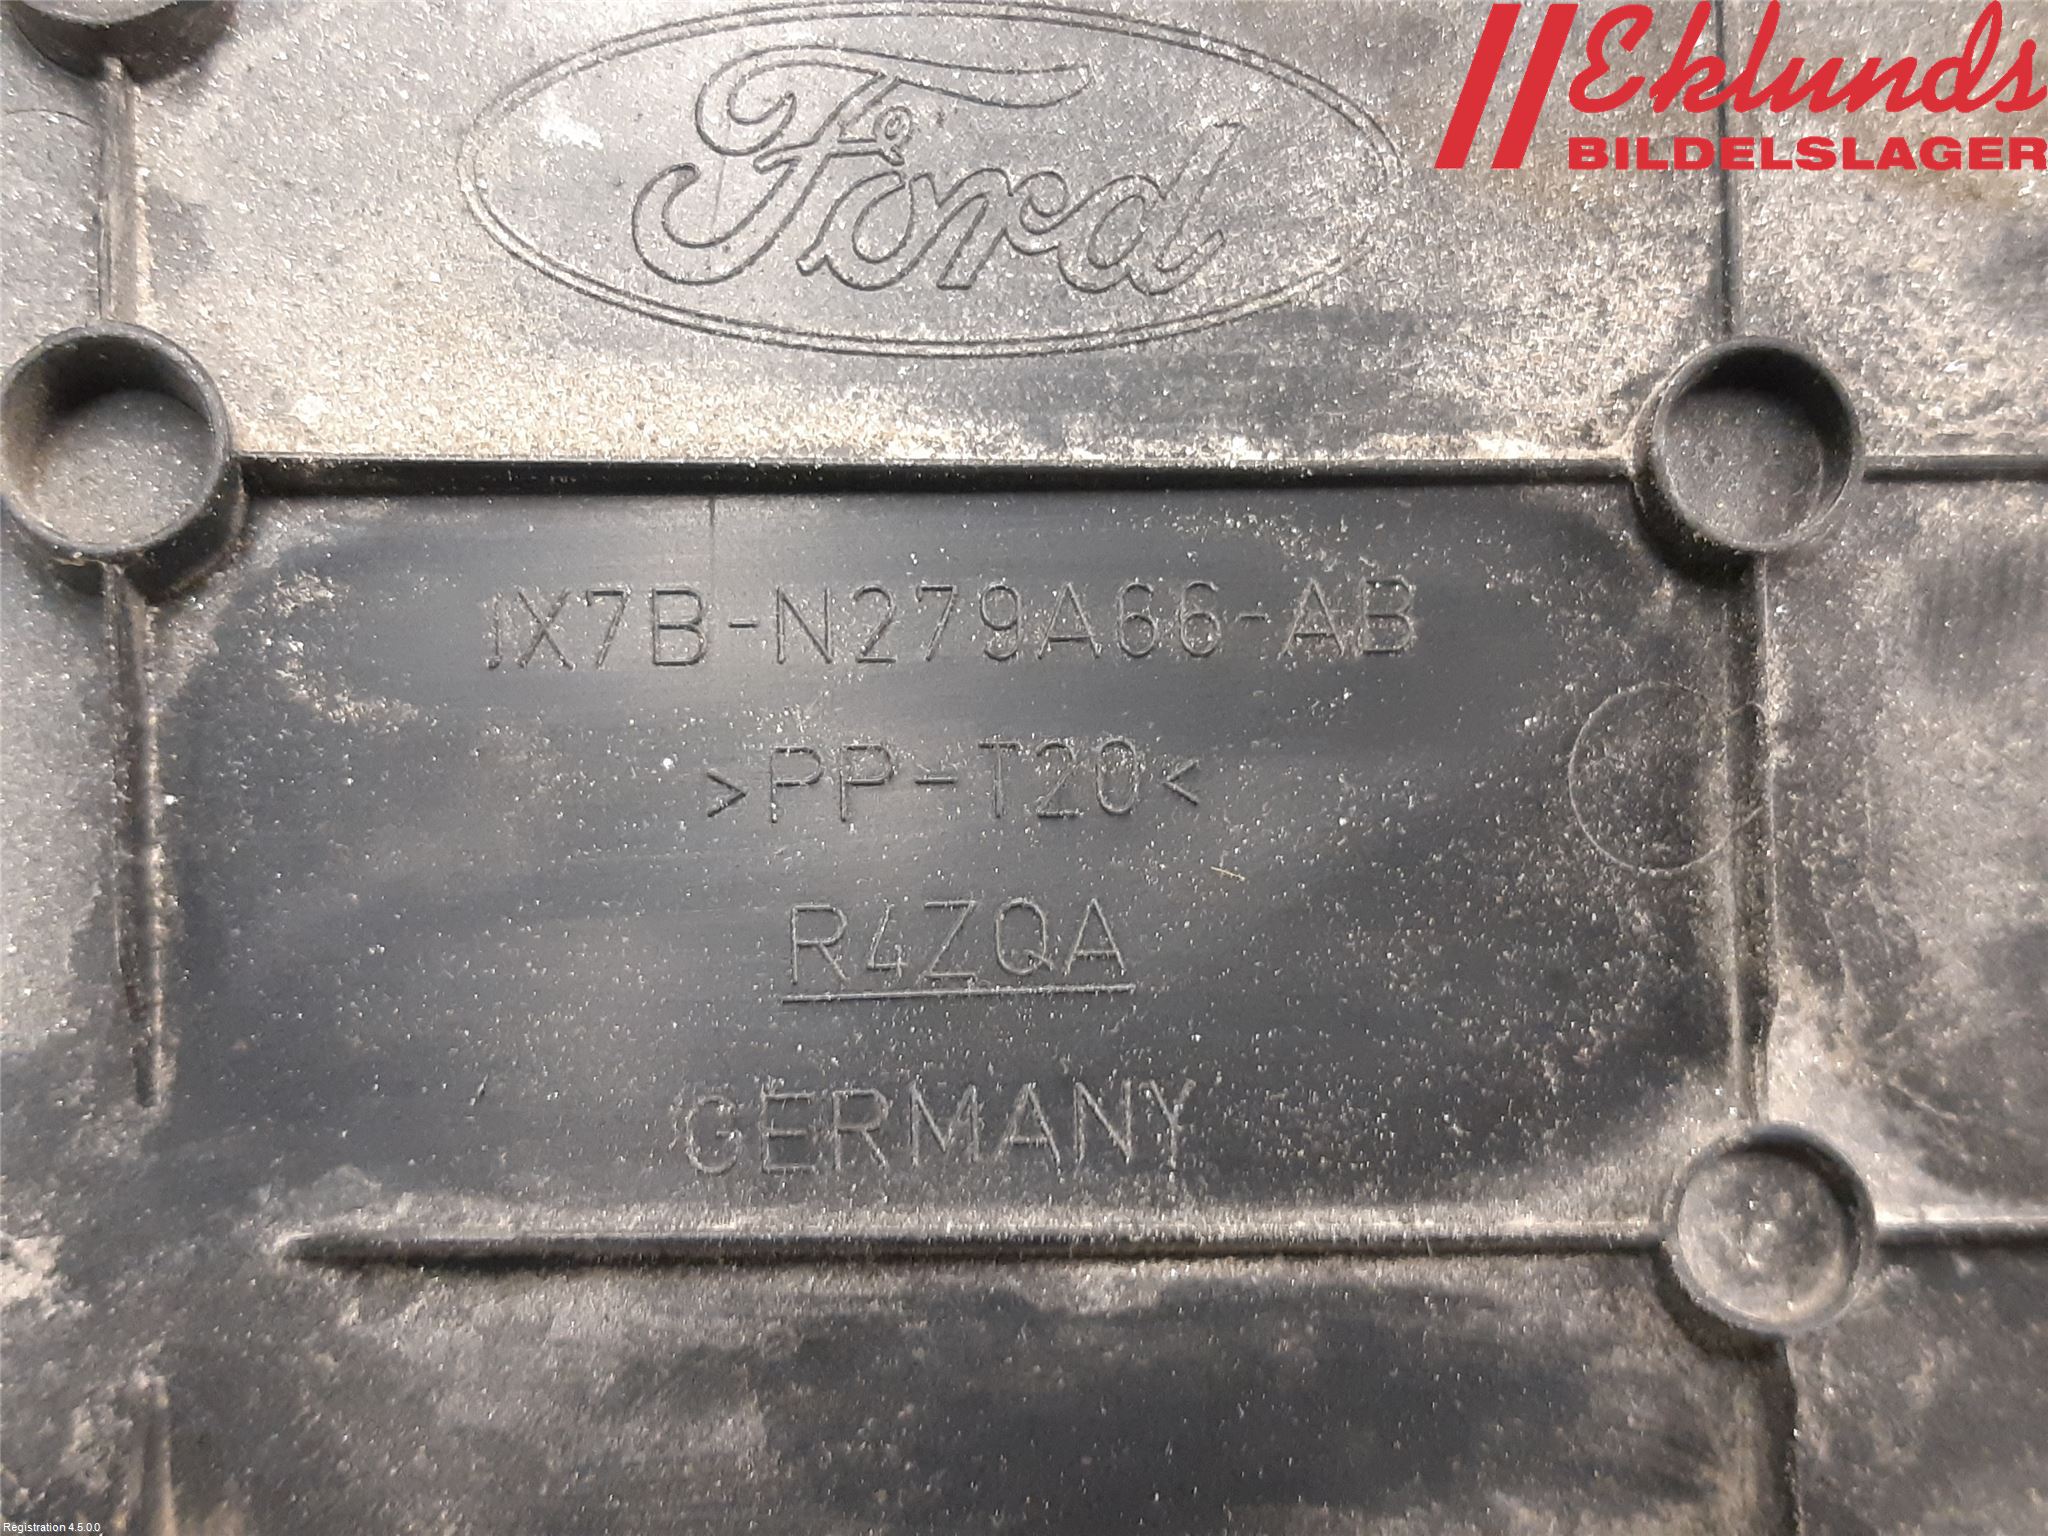 Ford
Eklunds
BILDELSLAGER
JX7B-N279A66-AB
>PP-T20<
R4ZQA
GERMANY
Registration 4.5.0.0